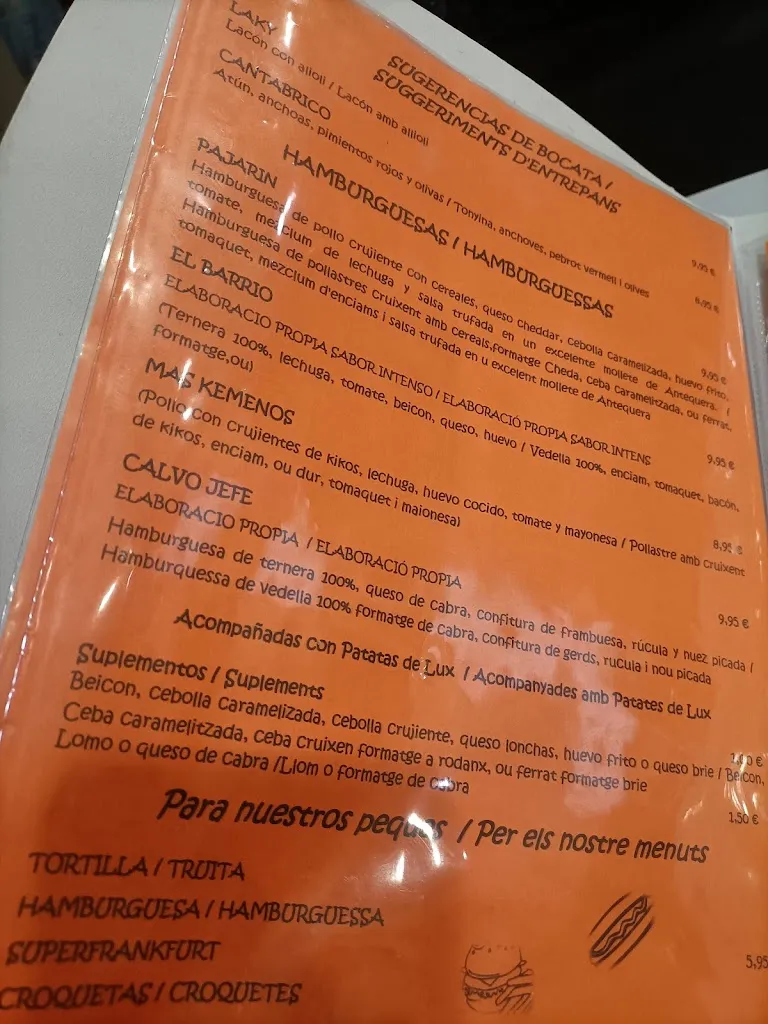 SUGERENCIAS DE BOCATA /
SUGGERIMENTS D'ENTREPANS
LAKY
Lacón con allioli / Lacón amb allioli
9,95 €
CANTABRICO
Atún, anchoas, pimientos rojos y olivas / Tonyina, anchoves, pebrot vermell i olives
8,95 €
HAMBURGUESAS / HAMBURGUESSAS
PAJARIN
9,95 €
Hamburguesa de pollo crujiente con cereales, queso cheddar, cebolla caramelizada, huevo frito,
tomate, mezclum de lechuga y salsa trufada en un excelente mollete de Antequera. /
Hamburguesa de pollastres Cruixent amb cereals,formatge Cheda, ceba caramelitzada, ou ferrat,
tomaquet, mezclum d'enciams i salsa trufada en u excelent mollete de Antequera
EL BARRIO
9,95 €
ELABORACIO PROPIA SABOR INTENSO / ELABORACIÓ PROPIA SABOR INTENS
(Ternera 100%, lechuga, tomate, beicon, queso, huevo / Vedella 100%, enciam, tomaquet, bacón,
formatge,ou)
MAS KEMENOS
8,95 €
(Pollo con crujientes de kikos, lechuga, huevo cocido, tomate y mayonesa / Pollastre amb cruixent
de kikos, enciam, ou dur, tomaquet i maionesa)
CALVO JEFE
9,95 €
ELABORACIO PROPIA / ELABORACIÓ PROPIA
Hamburguesa de ternera 100%, queso de cabra, confitura de frambuesa, rúcula y nuez picada /
Hamburguessa de vedella 100% formatge de cabra, confitura de gerds, rucula i nou picada
Acompañadas con Patatas de Lux / Acompanyades amb Patates de Lux
Suplementos / Suplements
€
Beicon, cebolla caramelizada, cebolla crujiente, queso lonchas, huevo frito o queso brie / Beicon,
Ceba caramelitzada, ceba cruixen formatge a rodanx, ou ferrat formatge brie
Lomo o queso de cabra /Llom o formatge de cabra
1,50 €
Para nuestros peques / Per els nostre menuts
TORTILLA / TRUITA
HAMBURGUESA / HAMBURGUESSA
SUPERFRANKFURT
5,95
CROQUETAS / CROQUETES